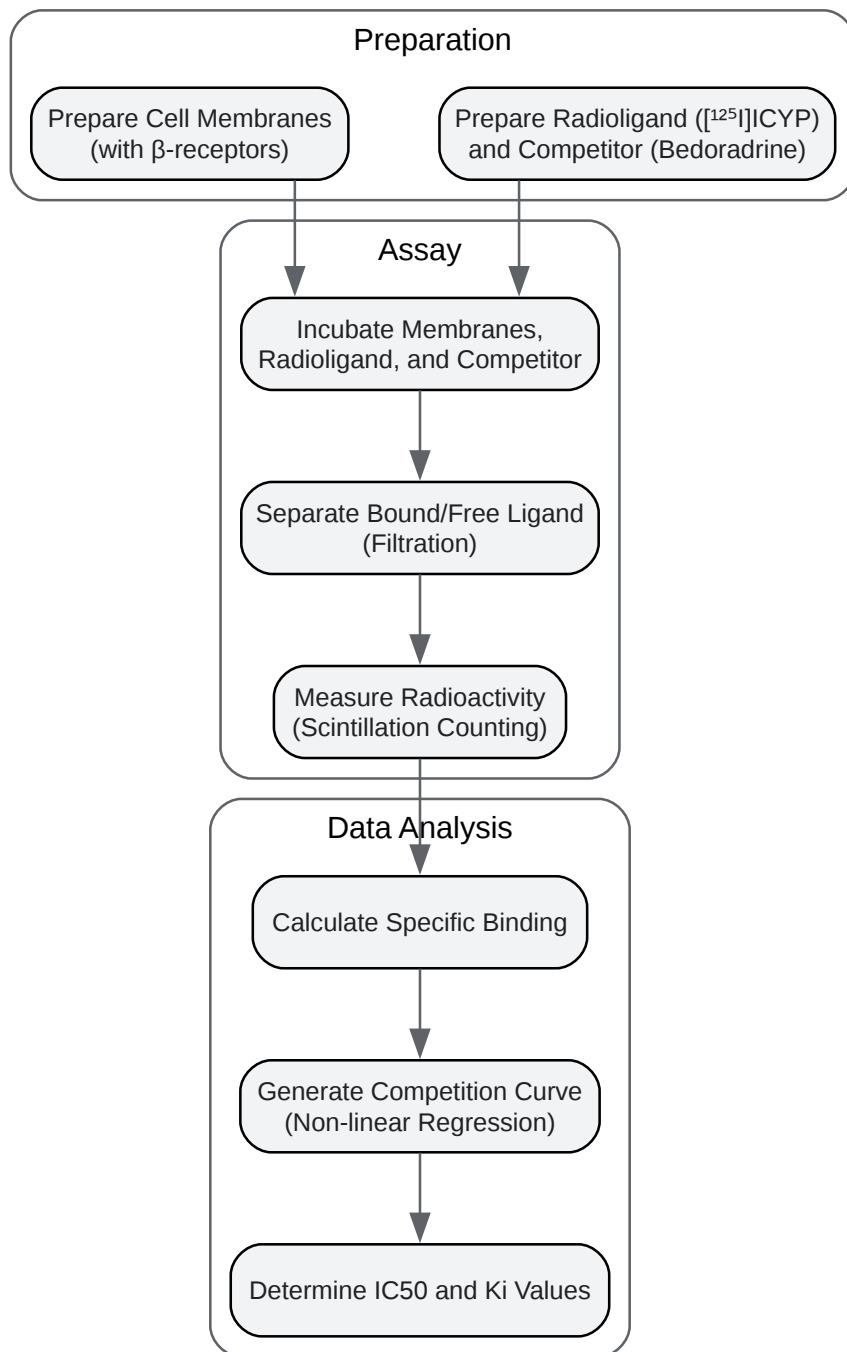 Preparation
Prepare Cell Membranes
(with β-receptors)
Prepare Radioligand ([¹²⁵I]ICYP)
and Competitor (Bedoradrine)
Assay
Incubate Membranes,
Radioligand, and Competitor
Separate Bound/Free Ligand
(Filtration)
Measure Radioactivity
(Scintillation Counting)
Data Analysis
Calculate Specific Binding
Generate Competition Curve
(Non-linear Regression)
Determine IC50 and Ki Values